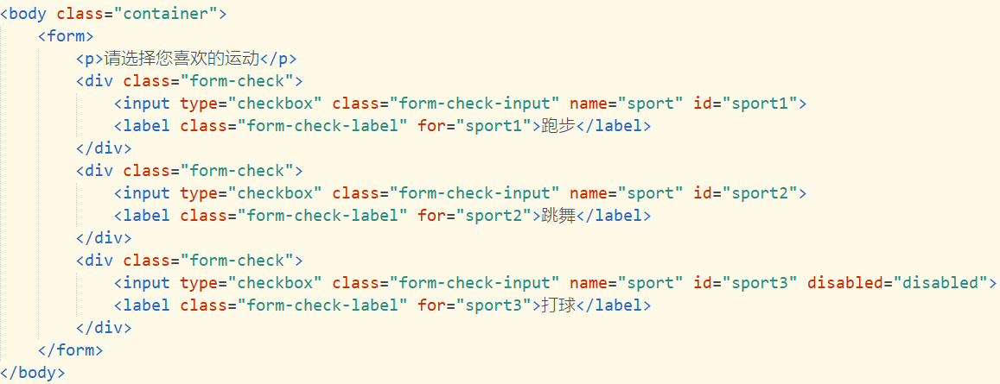 <body class="container">
    <form>
        <p>请选择您喜欢的运动</p>
        <div class="form-check">
            <input type="checkbox" class="form-check-input" name="sport" id="sport1">
            <label class="form-check-label" for="sport1">跑步</label>
        </div>
        <div class="form-check">
            <input type="checkbox" class="form-check-input" name="sport" id="sport2">
            <label class="form-check-label" for="sport2">跳舞</label>
        </div>
        <div class="form-check">
            <input type="checkbox" class="form-check-input" name="sport" id="sport3" disabled="disabled">
            <label class="form-check-label" for="sport3">打球</label>
        </div>
    </form>
</body>